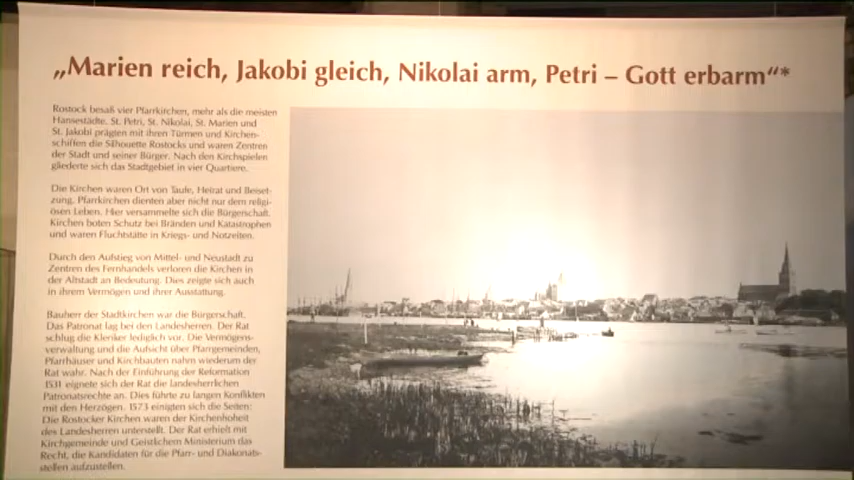 „Marien reich, Jakobi gleich, Nikolai arm, Petri – Gott erbarm“*
Rostock besaß vier Pfarrkirchen, mehr als die meisten
Hansestädte. St. Petri, St. Nikolai, St. Marien und
St. Jakobi prägten mit ihren Türmen und Kirchen-
schiffen die Silhouette Rostocks und waren Zentren
der Stadt und seiner Bürger. Nach den Kirchspielen
gliederte sich das Stadtgebiet in vier Quartiere.
Die Kirchen waren Ort von Taufe, Heirat und Beiset-
zung. Pfarrkirchen dienten aber nicht nur dem religi-
ösen Leben. Hier versammelte sich die Bürgerschaft.
Kirchen boten Schutz bei Bränden und Katastrophen
und waren Fluchtstätte in Kriegs- und Notzeiten.
Durch den Aufstieg von Mittel- und Neustadt zu
Zentren des Fernhandels verloren die Kirchen in
der Altstadt an Bedeutung. Dies zeigte sich auch
in ihrem Vermögen und ihrer Ausstattung.
Bauherr der Stadtkirchen war die Bürgerschaft.
Das Patronat lag bei den Landesherren. Der Rat
schlug die Kleriker lediglich vor. Die Vermögens-
verwaltung und die Aufsicht über Pfarrgemeinden,
Pfarrhäuser und Kirchbauten nahm wiederum der
Rat wahr. Nach der Einführung der Reformation
1531 eignete sich der Rat die landesherrlichen
Patronatsrechte an. Dies führte zu langen Konflikten
mit den Herzögen. 1573 einigten sich die Seiten:
Die Rostocker Kirchen waren der Kirchenhoheit
des Landesherren unterstellt. Der Rat erhielt mit
Kirchgemeinde und Geistlichem Ministerium das
Recht, die Kandidaten für die Pfarr- und Diakonats-
stellen aufzustellen.